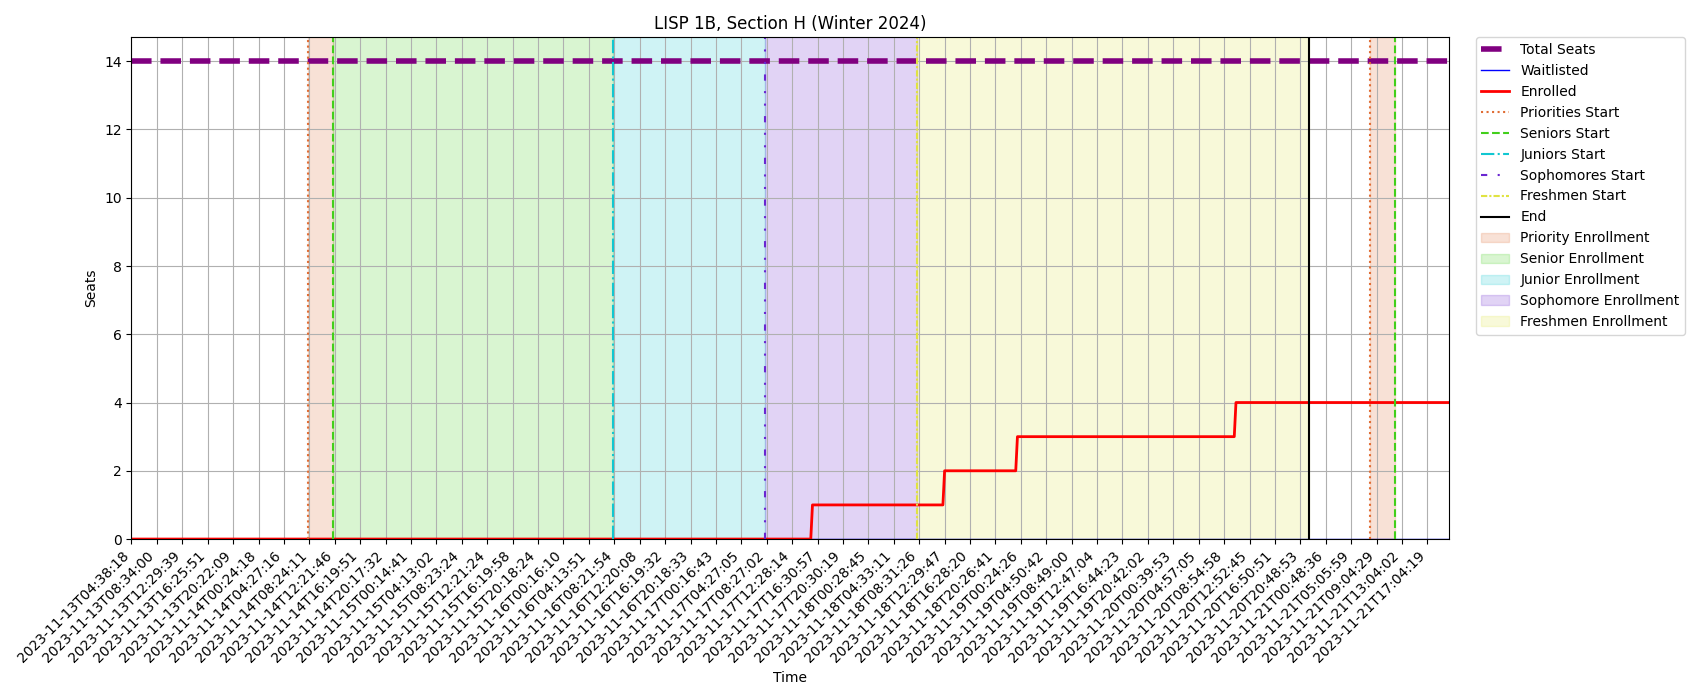 LISP 1B, Section H (Winter 2024)
14
12
10
8
6
4
2
0
Seats
2023-11-13T04:38:18
2023-11-13T08:34:00
2023-11-13T12:29:39
2023-11-13T16:25:51
2023-11-13T20:22:09
2023-11-14T00:24:18
2023-11-14T04:27:16
2023-11-14T08:24:11
2023-11-14T12:21:46
2023-11-14T16:19:51
2023-11-14T20:17:32
2023-11-15T00:14:41
2023-11-15T04:13:02
2023-11-15T08:23:24
2023-11-15T12:21:24
2023-11-15T16:19:58
2023-11-15T20:18:24
2023-11-16T00:16:10
2023-11-16T04:13:51
2023-11-16T08:21:54
2023-11-16T12:20:08
2023-11-16T16:19:32
2023-11-16T20:18:33
2023-11-17T00:16:43
2023-11-17T04:27:05
2023-11-17T08:27:02
2023-11-17T12:28:14
2023-11-17T16:30:57
2023-11-17T20:30:19
2023-11-18T00:28:45
2023-11-18T04:33:11
2023-11-18T08:31:26
2023-11-18T12:29:47
2023-11-18T16:28:20
2023-11-18T20:26:41
2023-11-19T00:24:26
2023-11-19T04:50:42
2023-11-19T08:49:00
2023-11-19T12:47:04
2023-11-19T16:44:23
2023-11-19T20:42:02
2023-11-20T00:39:53
2023-11-20T04:57:05
2023-11-20T08:54:58
2023-11-20T12:52:45
2023-11-20T16:50:51
2023-11-20T20:48:53
2023-11-21T00:48:36
2023-11-21T05:05:59
2023-11-21T09:04:29
2023-11-21T13:04:02
2023-11-21T17:04:19
Time
Total Seats
Waitlisted
Enrolled
Priorities Start
Seniors Start
Juniors Start
Sophomores Start
Freshmen Start
End
Priority Enrollment
Senior Enrollment
Junior Enrollment
Sophomore Enrollment
Freshmen Enrollment